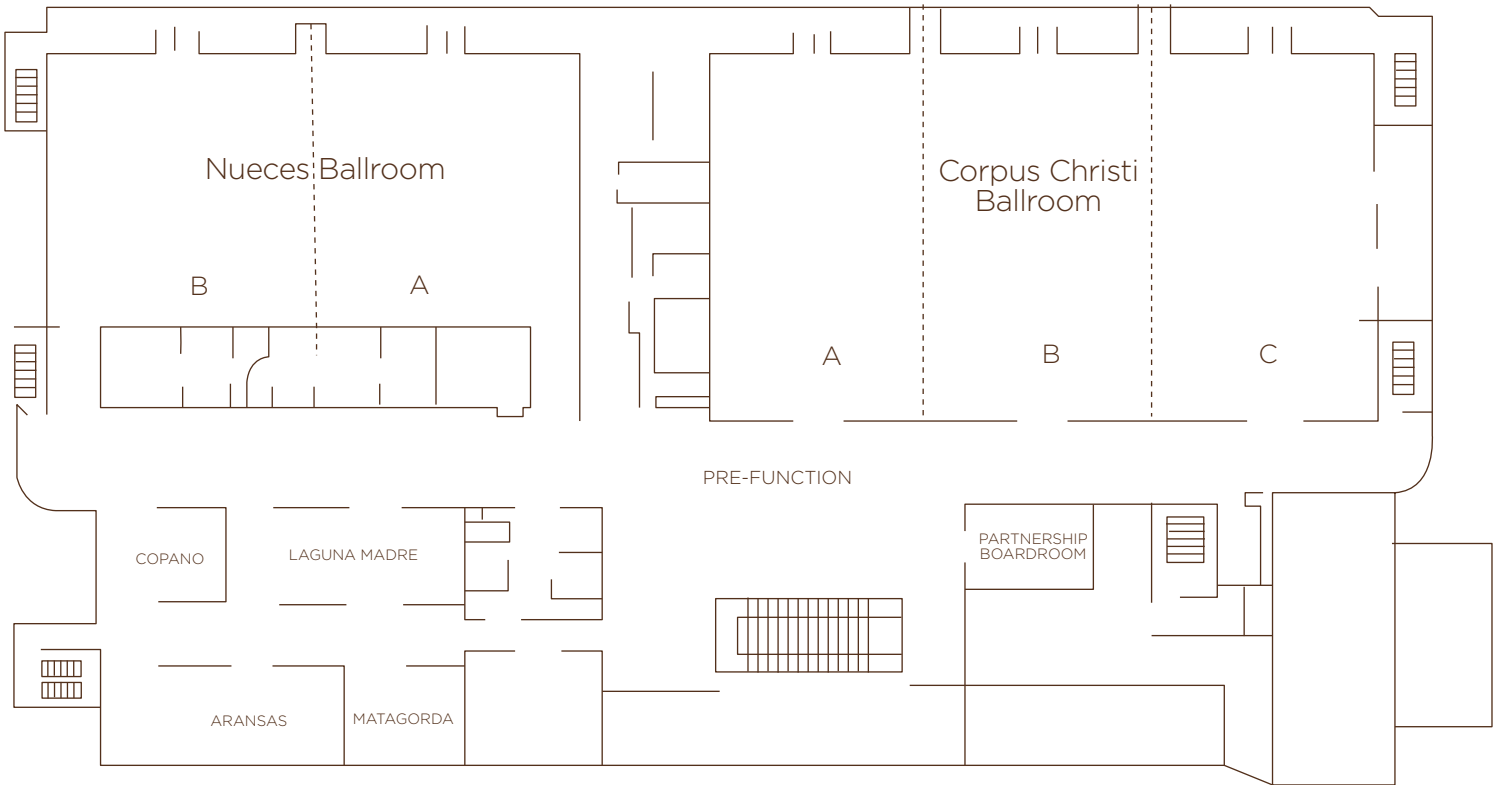 Nueces Ballroom
Corpus Christi
Ballroom
B
A
A
B
C
PRE-FUNCTION
COPANO
LAGUNA MADRE
PARTNERSHIP
BOARDROOM
ARANSAS
MATAGORDA